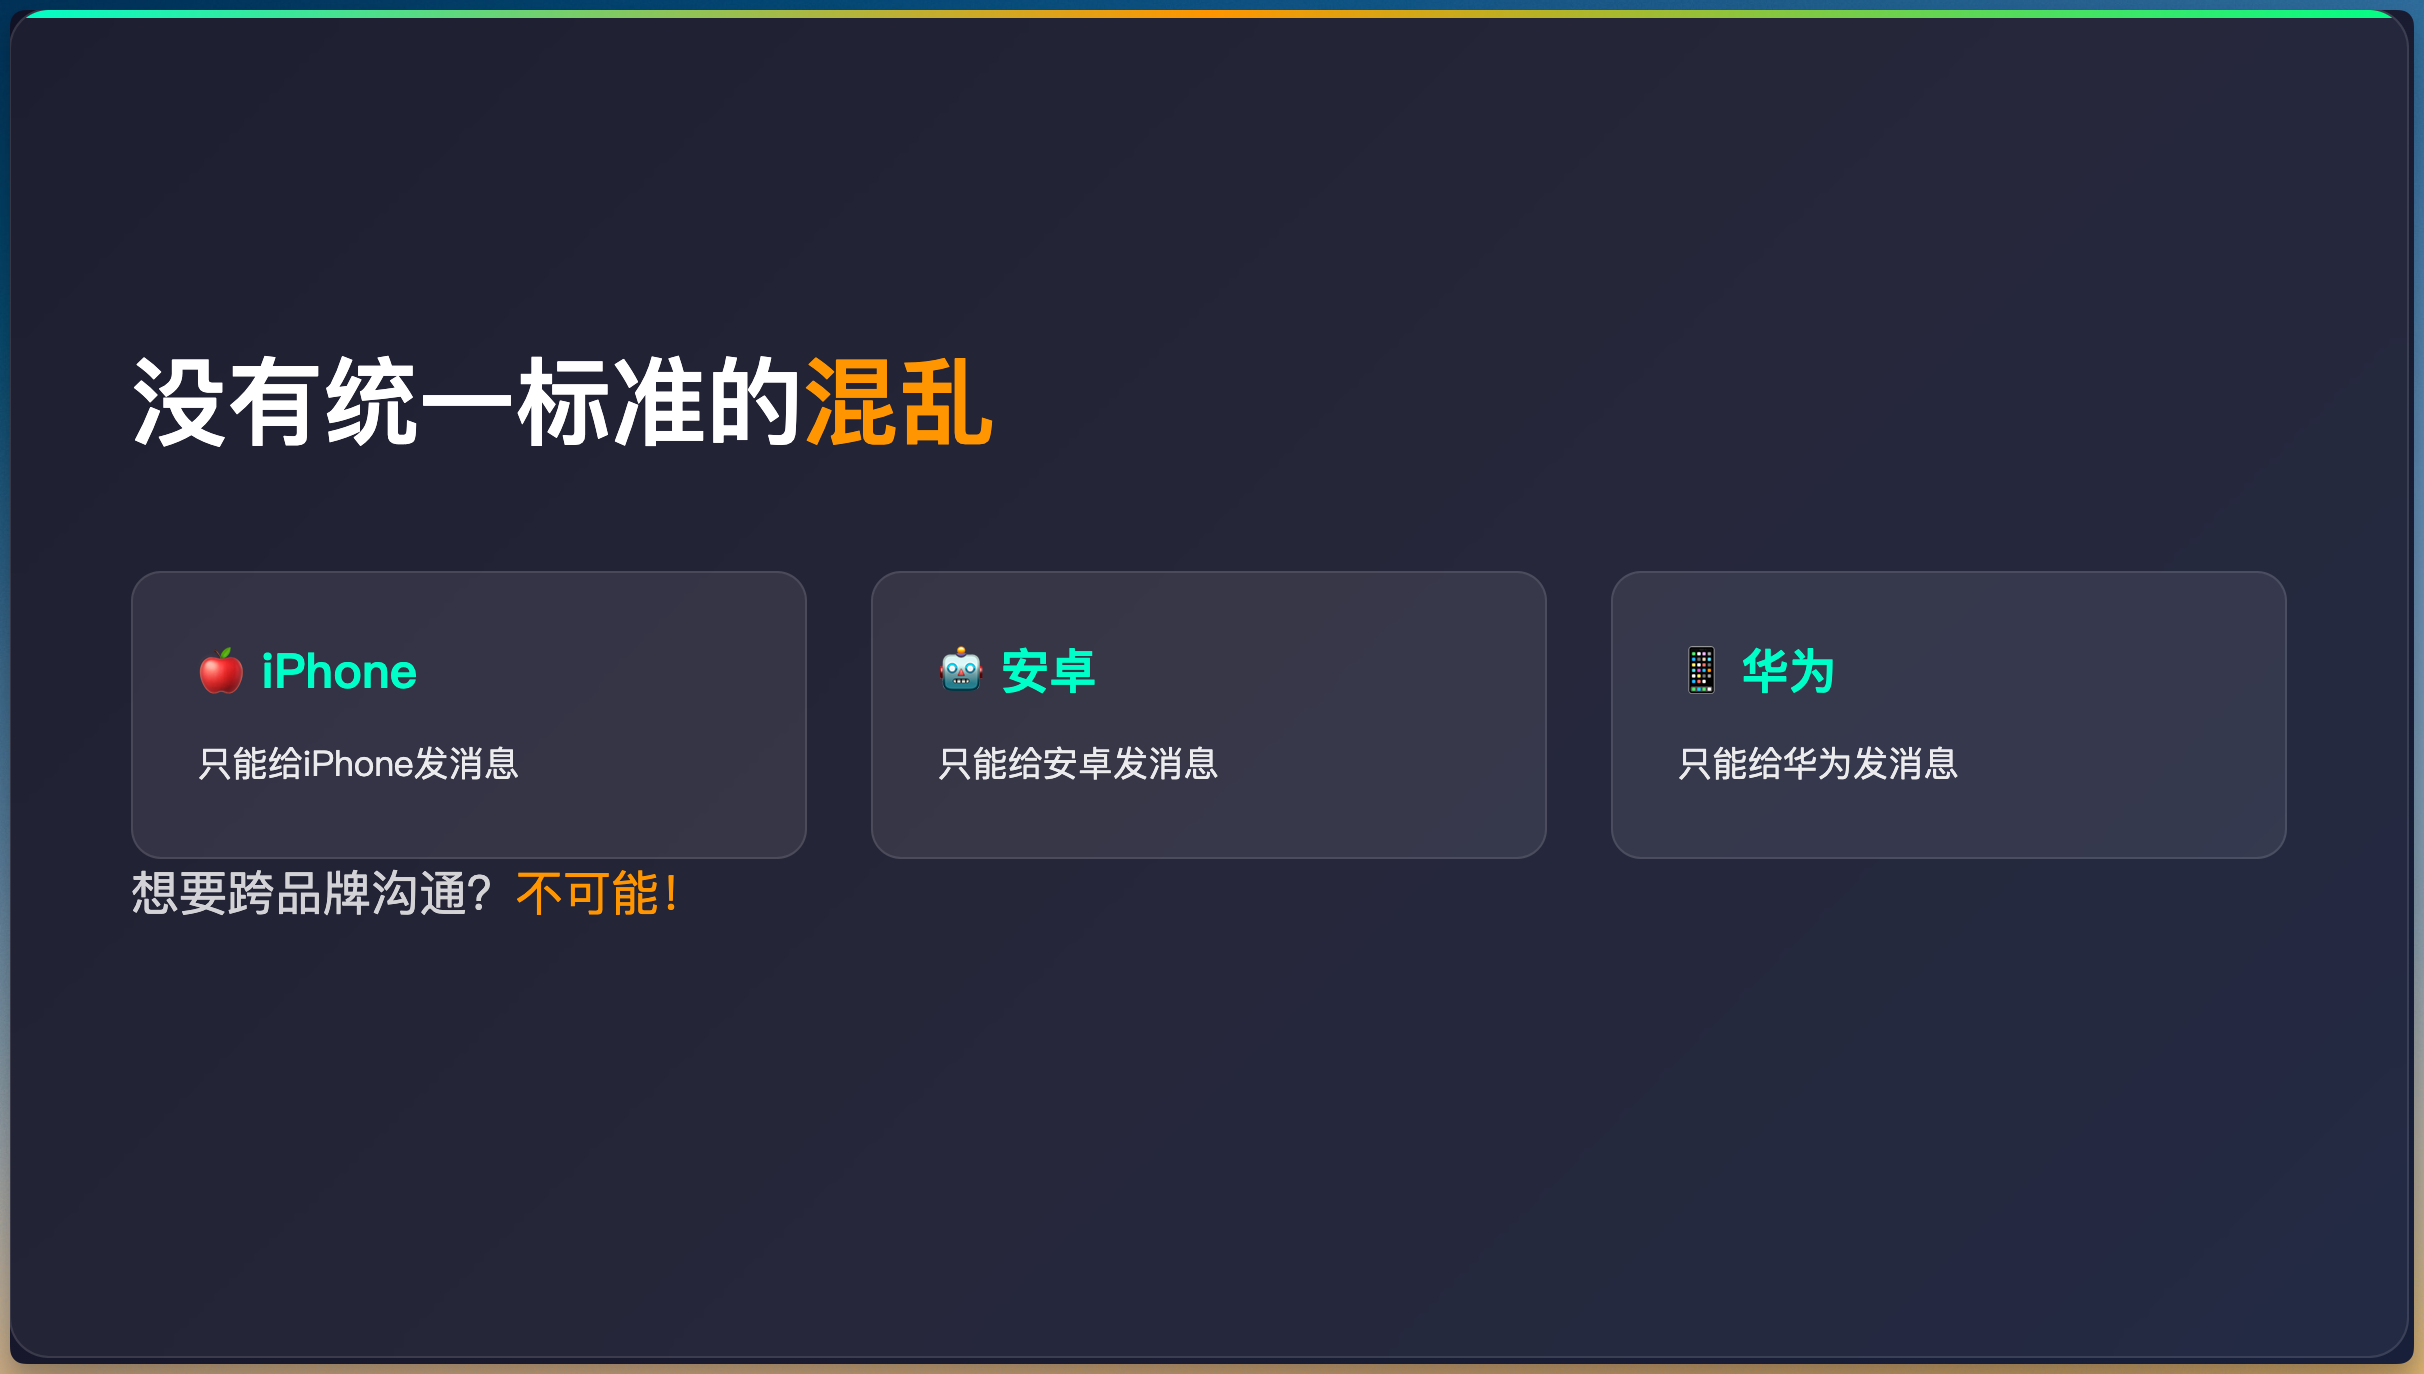 没有统一标准的混乱
🍎 iPhone
只能给iPhone发消息
🤖 安卓
只能给安卓发消息
📱 华为
只能给华为发消息
想要跨品牌沟通？不可能！